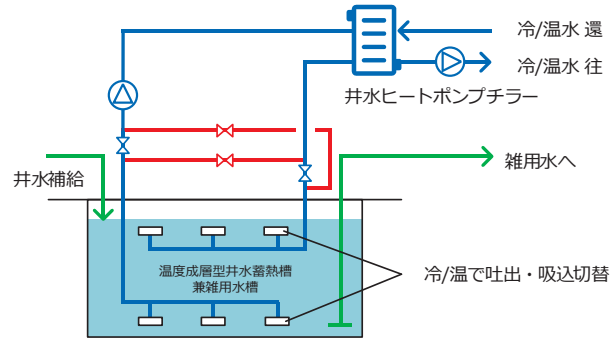 冷/温水 還
冷/温水 往
井水ヒートポンプチラー
雑用水へ
井水補給
温度成層型井水蓄熱槽
兼雑用水槽
冷/温で吐出・吸込切替